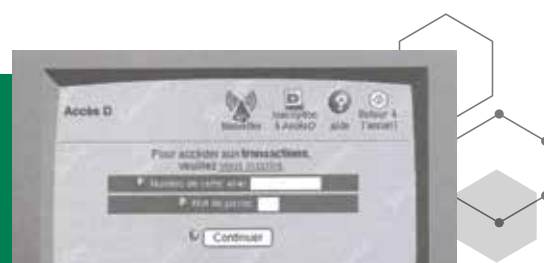 Accès D
Nouvelles
Inscription
à AccèsD
aide
Retour à
l'accueil
Pour accéder aux transactions,
veuillez vous inscrire.
Numéro de carte
Mot de passe
Continuer